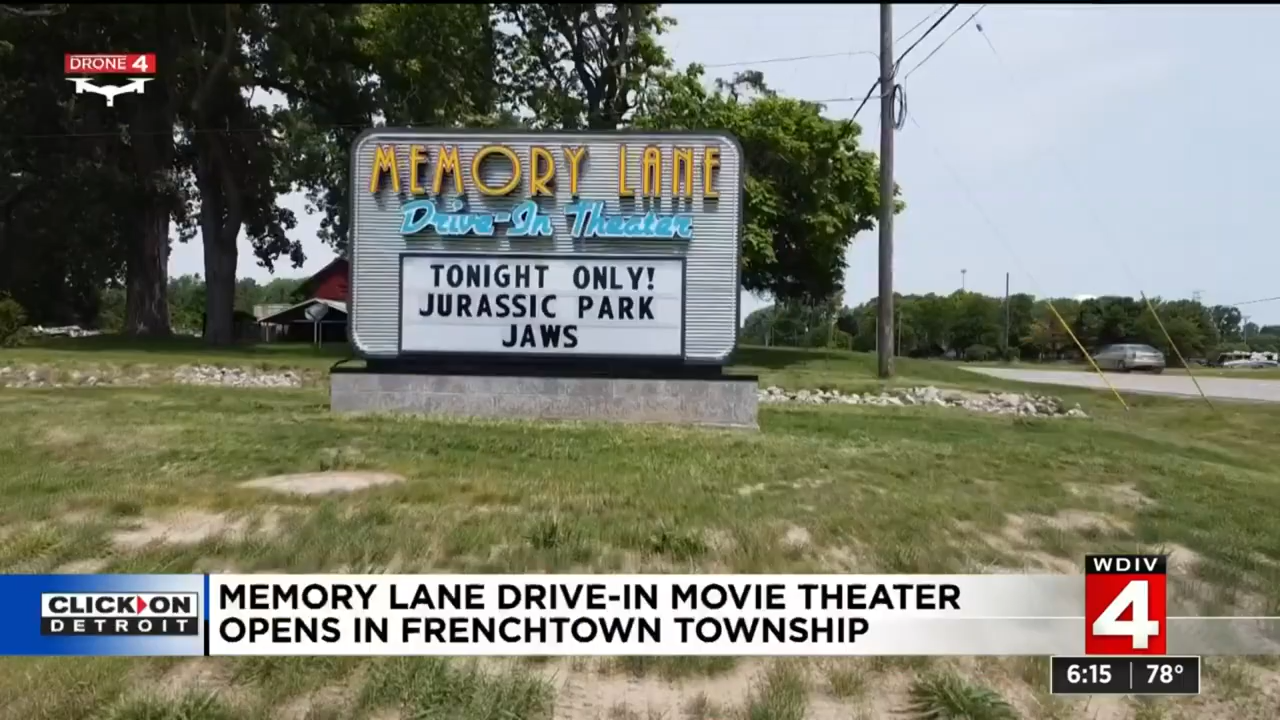 DRONE 4
MEMORY LANE
Drive-In Theater
TONIGHT ONLY!
JURASSIC PARK
JAWS
CLICK ON
DETROIT
MEMORY LANE DRIVE-IN MOVIE THEATER
OPENS IN FRENCHTOWN TOWNSHIP
WDIV
4
6:15 78°